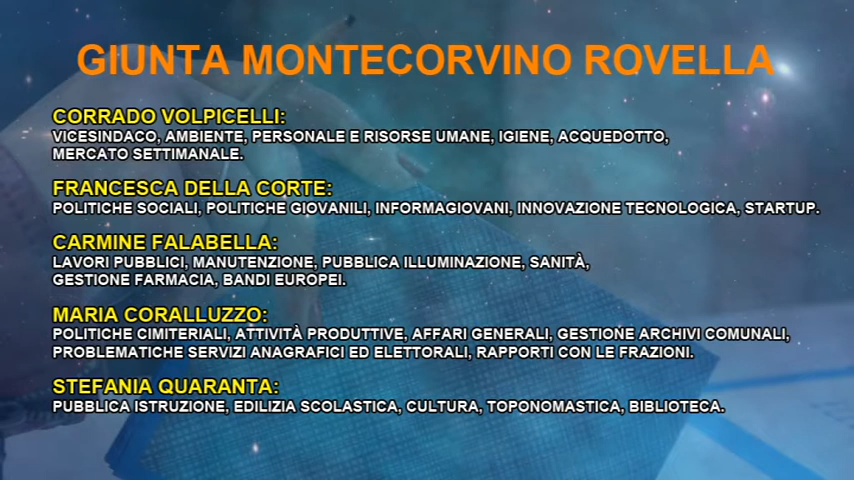 GIUNTA MONTECORVINO ROVELLA
CORRADO VOLPICELLI:
VICESINDACO, AMBIENTE, PERSONALE E RISORSE UMANE, IGIENE, ACQUEDOTTO,
MERCATO SETTIMANALE.
FRANCESCA DELLA CORTE:
POLITICHE SOCIALI, POLITICHE GIOVANILI, INFORMAGIOVANI, INNOVAZIONE TECNOLOGICA, STARTUP.
CARMINE FALABELLA:
LAVORI PUBBLICI, MANUTENZIONE, PUBBLICA ILLUMINAZIONE, SANITÀ,
GESTIONE FARMACIA, BANDI EUROPEI.
MARIA CORALLUZZO:
POLITICHE CIMITERIALI, ATTIVITÀ PRODUTTIVE, AFFARI GENERALI, GESTIONE ARCHIVI COMUNALI,
PROBLEMATICHE SERVIZI ANAGRAFICI ED ELETTORALI, RAPPORTI CON LE FRAZIONI.
STEFANIA QUARANTA:
PUBBLICA ISTRUZIONE, EDILIZIA SCOLASTICA, CULTURA, TOPONOMASTICA, BIBLIOTECA.